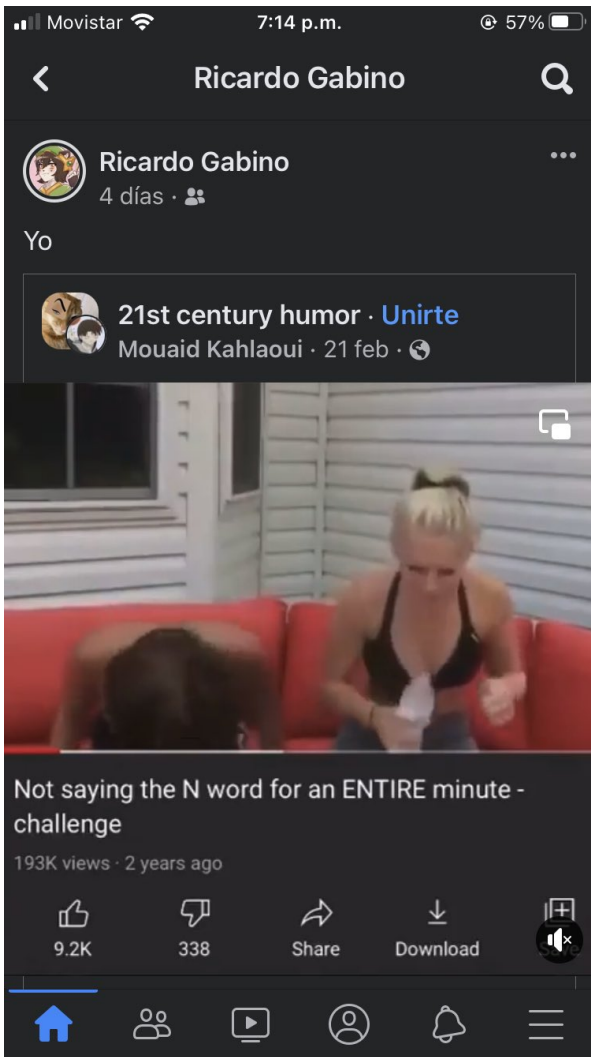 Movistar 7:14 p.m. 57%
Ricardo Gabino
Ricardo Gabino
4 días ·
Yo
21st century humor · Unirte
Mouaid Kahlaoui · 21 feb ·
Not saying the N word for an ENTIRE minute -
challenge
193K views · 2 years ago
9.2K 338 Share Download Save